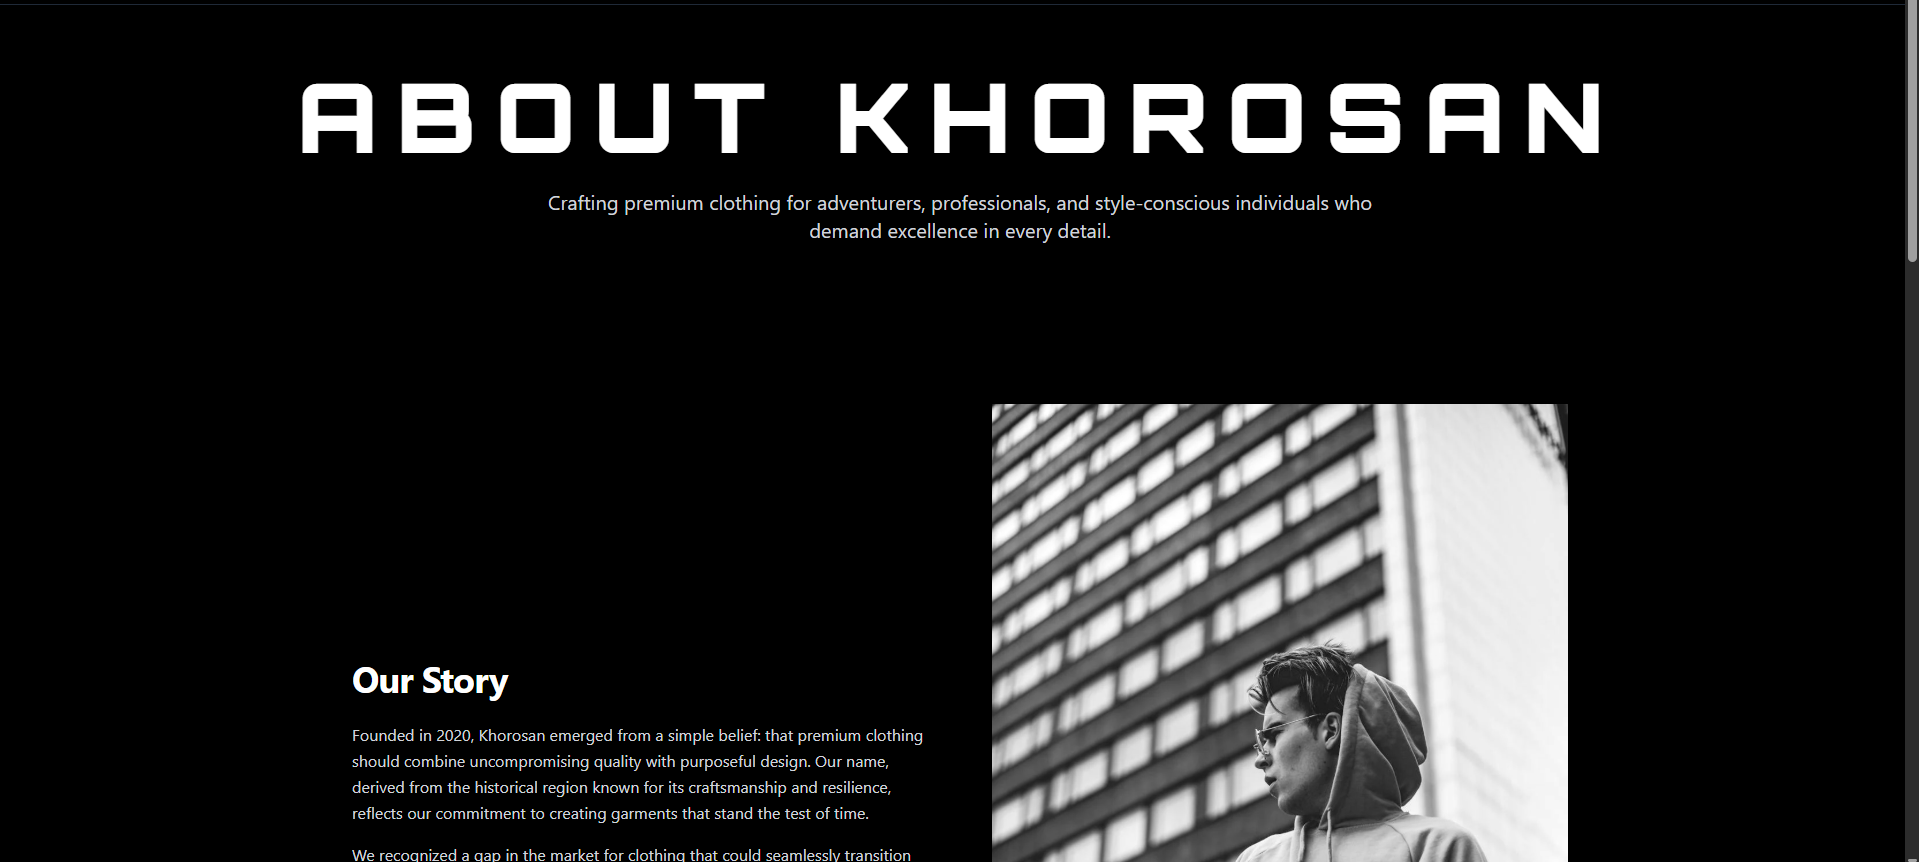 ABOUT KHOROSAN
Crafting premium clothing for adventurers, professionals, and style-conscious individuals who
demand excellence in every detail.
Our Story
Founded in 2020, Khorosan emerged from a simple belief: that premium clothing
should combine uncompromising quality with purposeful design. Our name,
derived from the historical region known for its craftsmanship and resilience,
reflects our commitment to creating garments that stand the test of time.
We recognized a gap in the market for clothing that could seamlessly transition